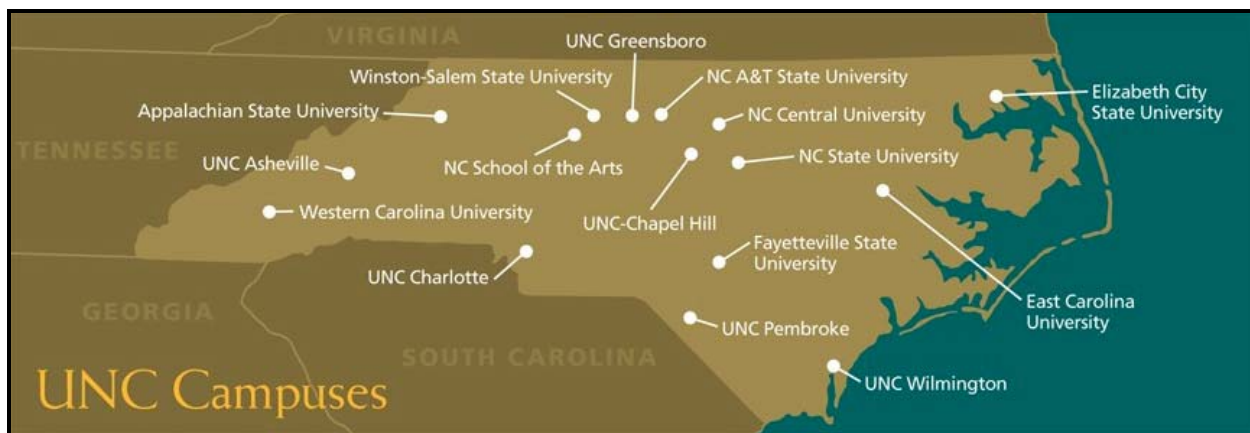 VIRGINIA
UNC Greensboro
Winston-Salem State University
NC A&T State University
Appalachian State University
NC Central University
Elizabeth City
State University
TENNESSEE
UNC Asheville
NC School of the Arts
NC State University
Western Carolina University
UNC-Chapel Hill
Fayetteville State
University
UNC Charlotte
GEORGIA
East Carolina
University
UNC Pembroke
SOUTH CAROLINA
UNC Campuses
UNC Wilmington